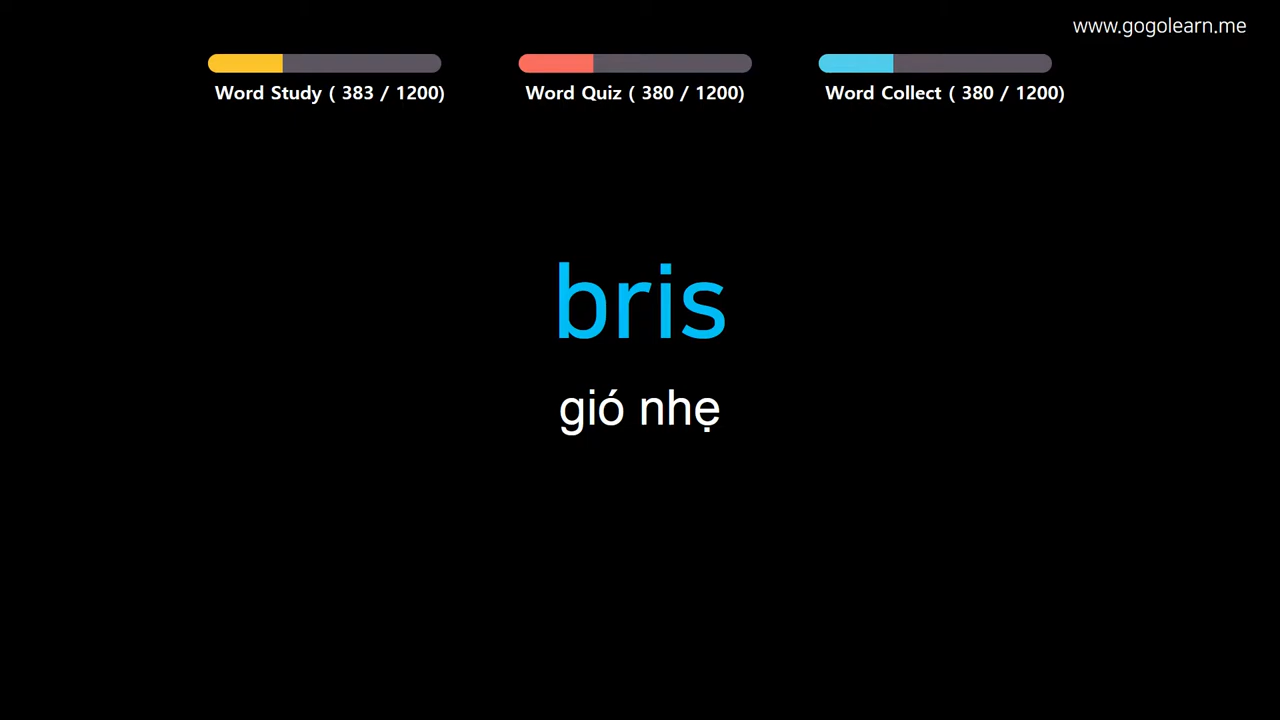 www.gogolearn.me
Word Study ( 383 / 1200)
Word Quiz ( 380 / 1200)
Word Collect ( 380 / 1200)
bris
gió nhẹ